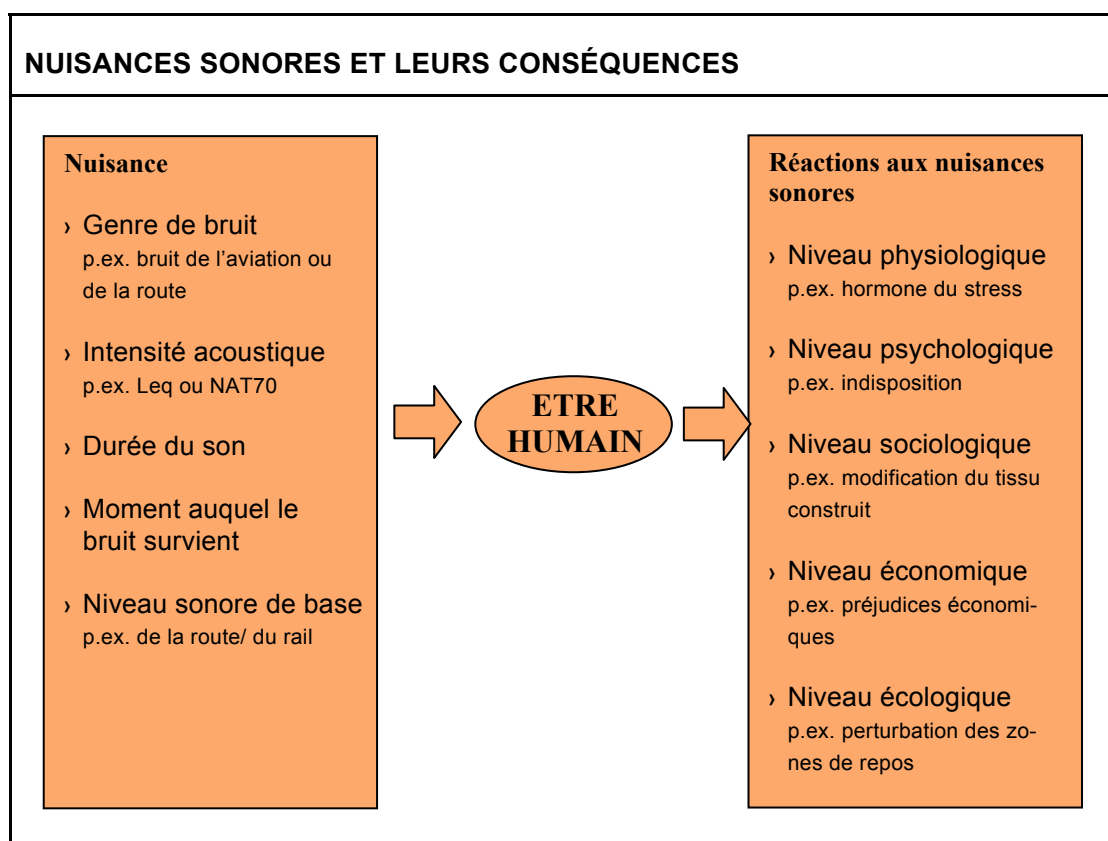 NUISANCES SONORES ET LEURS CONSÉQUENCES
Nuisance
› Genre de bruit
p.ex. bruit de l’aviation ou
de la route
› Intensité acoustique
p.ex. Leq ou NAT70
› Durée du son
› Moment auquel le
bruit survient
› Niveau sonore de base
p.ex. de la route/ du rail
ETRE
HUMAIN
Réactions aux nuisances
sonores
› Niveau physiologique
p.ex. hormone du stress
› Niveau psychologique
p.ex. indisposition
› Niveau sociologique
p.ex. modification du tissu
construit
› Niveau économique
p.ex. préjudices économi-
ques
› Niveau écologique
p.ex. perturbation des zo-
nes de repos